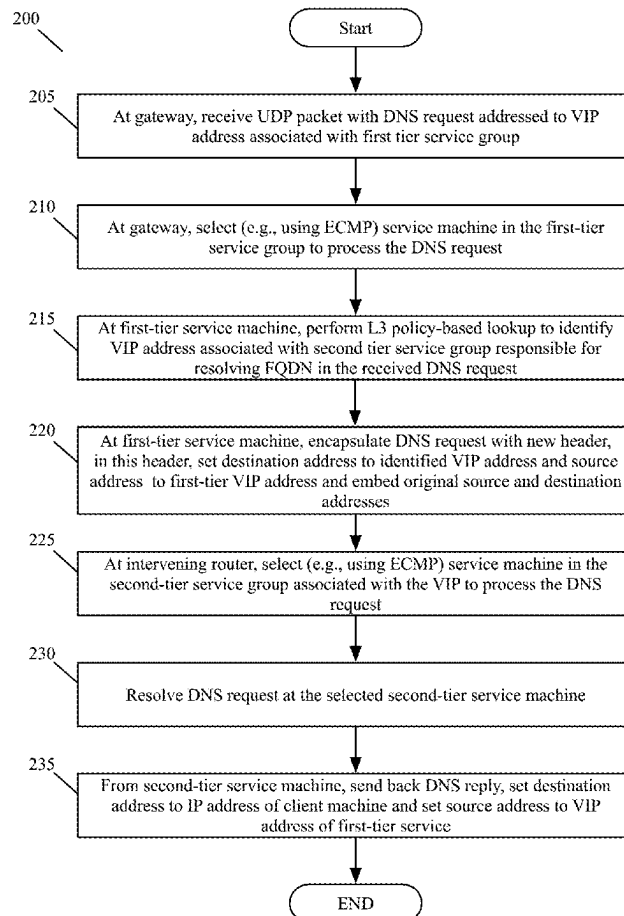 200
Start
205
At gateway, receive UDP packet with DNS request addressed to VIP
address associated with first tier service group
210
At gateway, select (e.g., using ECMP) service machine in the first-tier
service group to process the DNS request
215
At first-tier service machine, perform L3 policy-based lookup to identify
VIP address associated with second tier service group responsible for
resolving FQDN in the received DNS request
220
At first-tier service machine, encapsulate DNS request with new header,
in this header, set destination address to identified VIP address and source
address to first-tier VIP address and embed original source and destination
addresses
225
At intervening router, select (e.g., using ECMP) service machine in the
second-tier service group associated with the VIP to process the DNS
request
230
Resolve DNS request at the selected second-tier service machine
235
From second-tier service machine, send back DNS reply, set destination
address to IP address of client machine and set source address to VIP
address of first-tier service
END